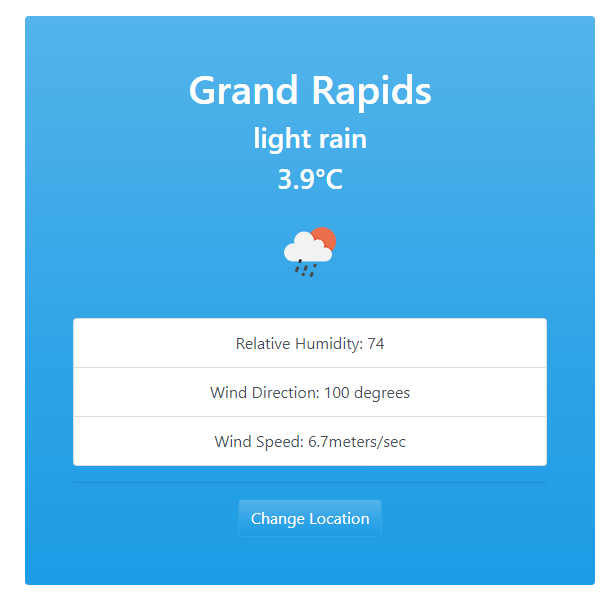 Grand Rapids
light rain
3.9°C
Relative Humidity: 74
Wind Direction: 100 degrees
Wind Speed: 6.7meters/sec
Change Location